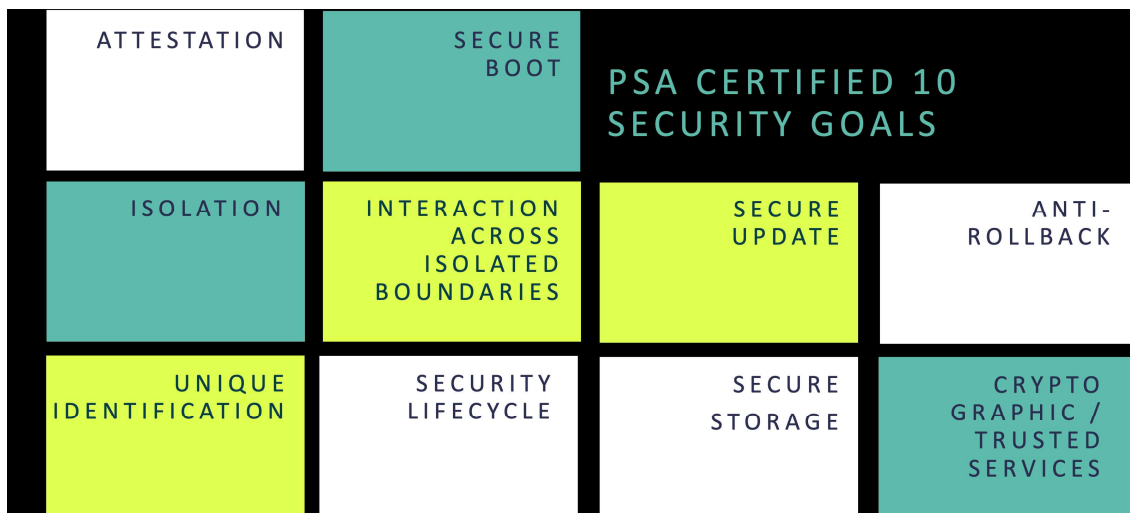 ATTESTATION
SECURE
BOOT
PSA CERTIFIED 10
SECURITY GOALS
ISOLATION
INTERACTION
ACROSS
ISOLATED
BOUNDARIES
SECURE
UPDATE
ANTI-
ROLLBACK
UNIQUE
IDENTIFICATION
SECURITY
LIFECYCLE
SECURE
STORAGE
CRYPTO
GRAPHIC /
TRUSTED
SERVICES